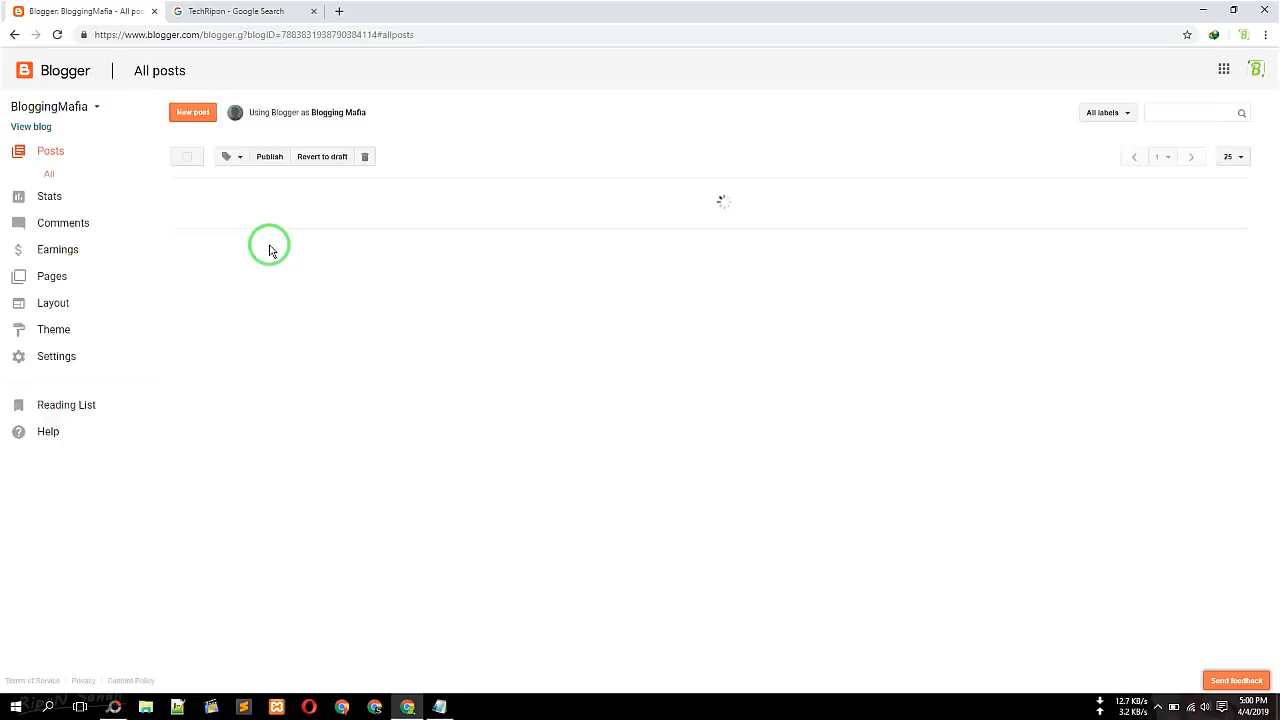 Blogger: BloggingMafia - All pos
TechRipon - Google Search
https://www.blogger.com/blogger.g?blogID=7883831938790384114#allposts
Blogger
All posts
BloggingMafia
New post
Using Blogger as Blogging Mafia
All labels
View blog
Posts
Publish
Revert to draft
1
25
All
Stats
Comments
Earnings
Pages
Layout
Theme
Settings
Reading List
Help
Terms of Service
Privacy
Content Policy
Send feedback
12.7 KB/s
3.2 KB/s
5:00 PM
4/4/2019